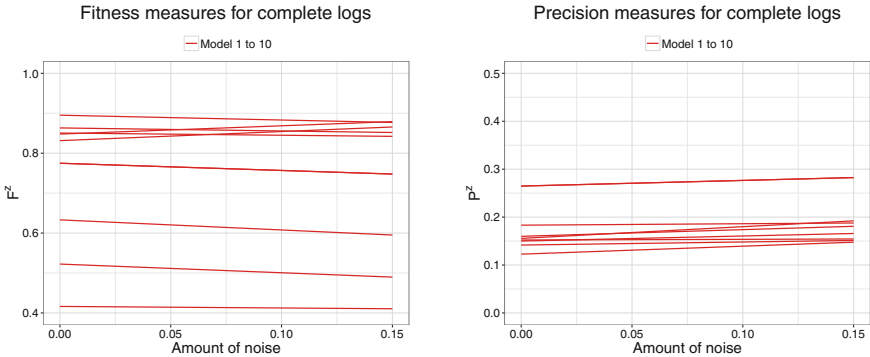 Fitness measures for complete logs
Model 1 to 10
1.0
0.8
0.6
0.4
F^z
0.00
0.05
0.10
0.15
Amount of noise
Precision measures for complete logs
Model 1 to 10
0.5
0.4
0.3
0.2
0.1
0.0
P^z
0.00
0.05
0.10
0.15
Amount of noise